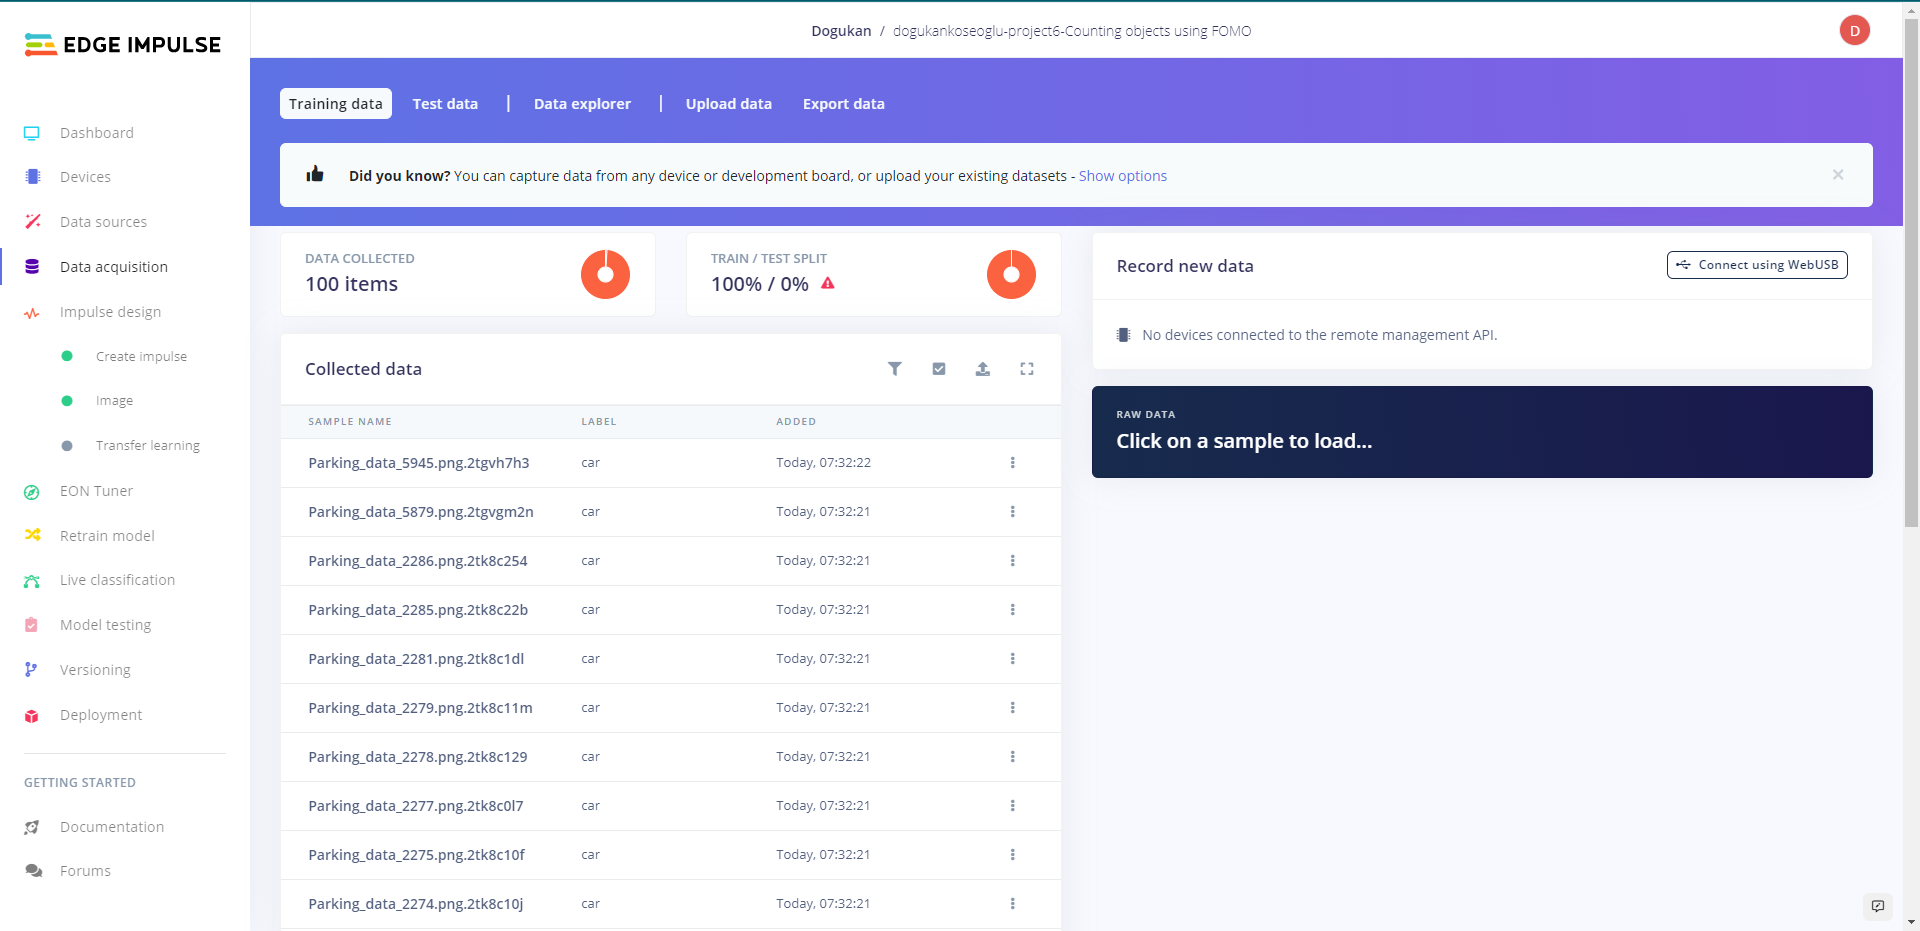 EDGE IMPULSE
Dogukan / dogukankoseoglu-project6-Counting objects using FOMO
D
Dashboard
Devices
Data sources
Data acquisition
Impulse design
Create impulse
Image
Transfer learning
EON Tuner
Retrain model
Live classification
Model testing
Versioning
Deployment
GETTING STARTED
Documentation
Forums
Training data Test data | Data explorer | Upload data Export data
Did you know? You can capture data from any device or development board, or upload your existing datasets - Show options ×
DATA COLLECTED
100 items
TRAIN / TEST SPLIT
100% / 0%
Collected data
SAMPLE NAME LABEL ADDED
Parking_data_5945.png.2tgvh7h3 car Today, 07:32:22
Parking_data_5879.png.2tgvgm2n car Today, 07:32:21
Parking_data_2286.png.2tk8c254 car Today, 07:32:21
Parking_data_2285.png.2tk8c22b car Today, 07:32:21
Parking_data_2281.png.2tk8c1dl car Today, 07:32:21
Parking_data_2279.png.2tk8c11m car Today, 07:32:21
Parking_data_2278.png.2tk8c129 car Today, 07:32:21
Parking_data_2277.png.2tk8c0l7 car Today, 07:32:21
Parking_data_2275.png.2tk8c10f car Today, 07:32:21
Parking_data_2274.png.2tk8c10j car Today, 07:32:21
Record new data
Connect using WebUSB
No devices connected to the remote management API.
RAW DATA
Click on a sample to load...